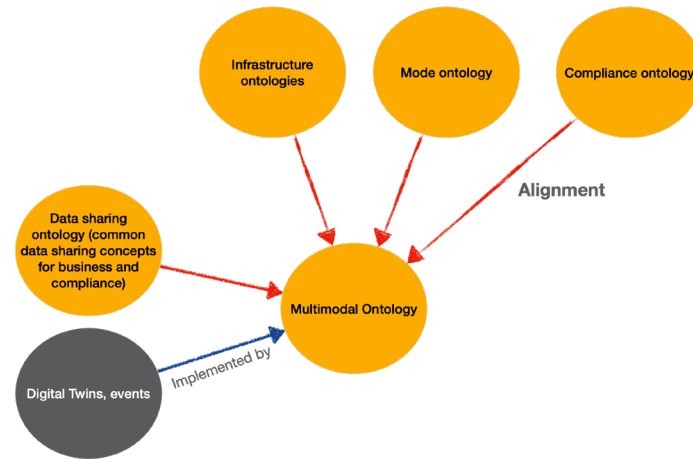 Infrastructure
ontologies
Mode ontology
Compliance ontology
Alignment
Data sharing
ontology (common
data sharing concepts
for business and
compliance)
Multimodal Ontology
Implemented by
Digital Twins, events